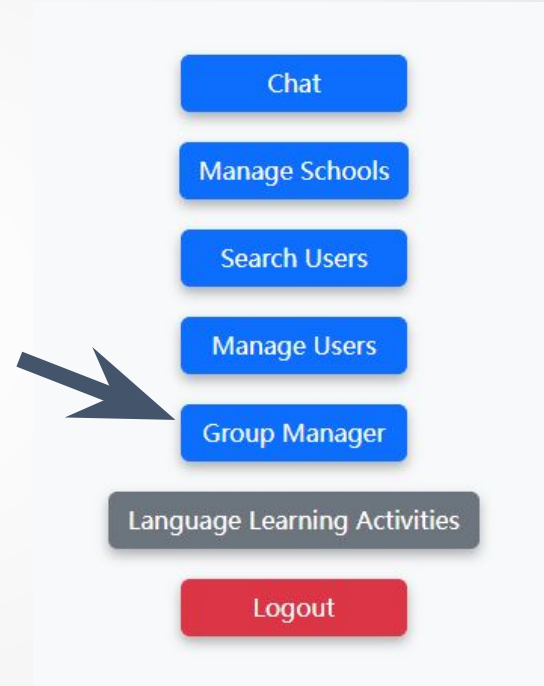 Chat
Manage Schools
Search Users
Manage Users
Group Manager
Language Learning Activities
Logout